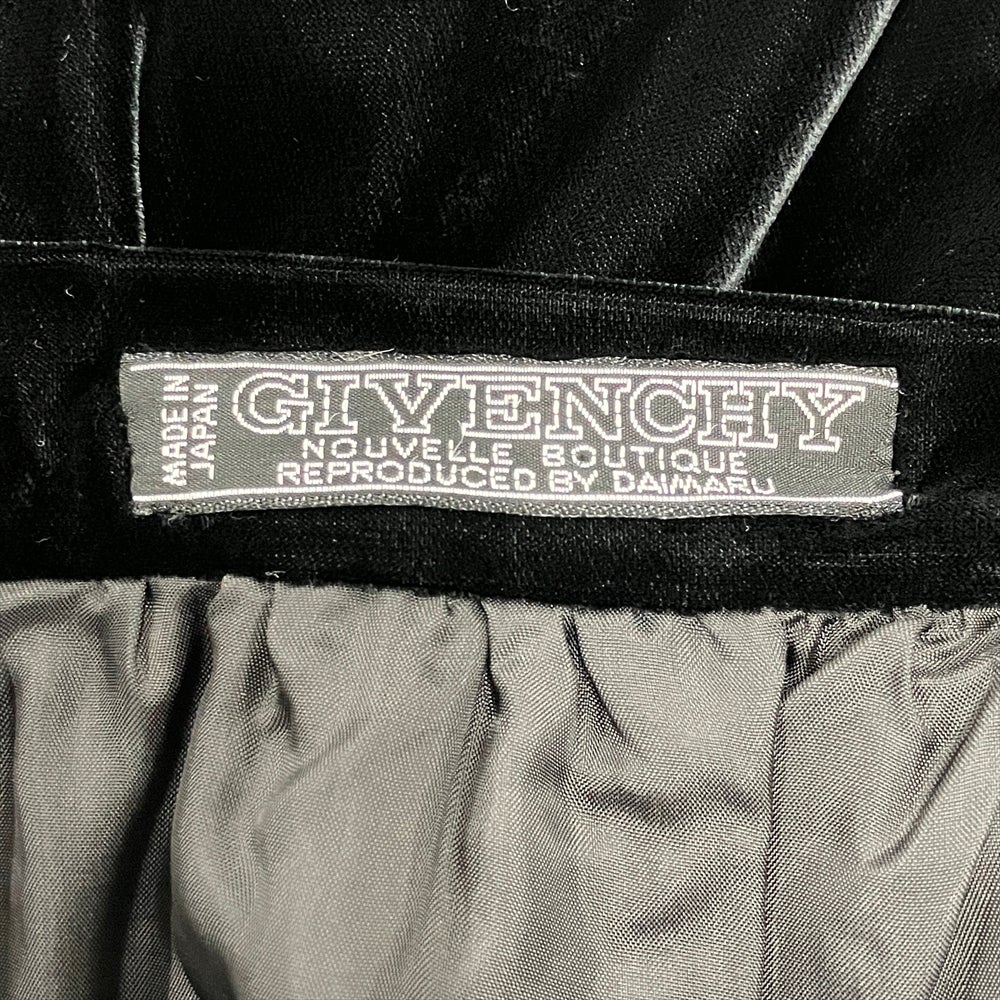 MADE IN
JAPAN
GIVENCHY
NOUVELLE BOUTIQUE
REPRODUCED BY DAIMARU